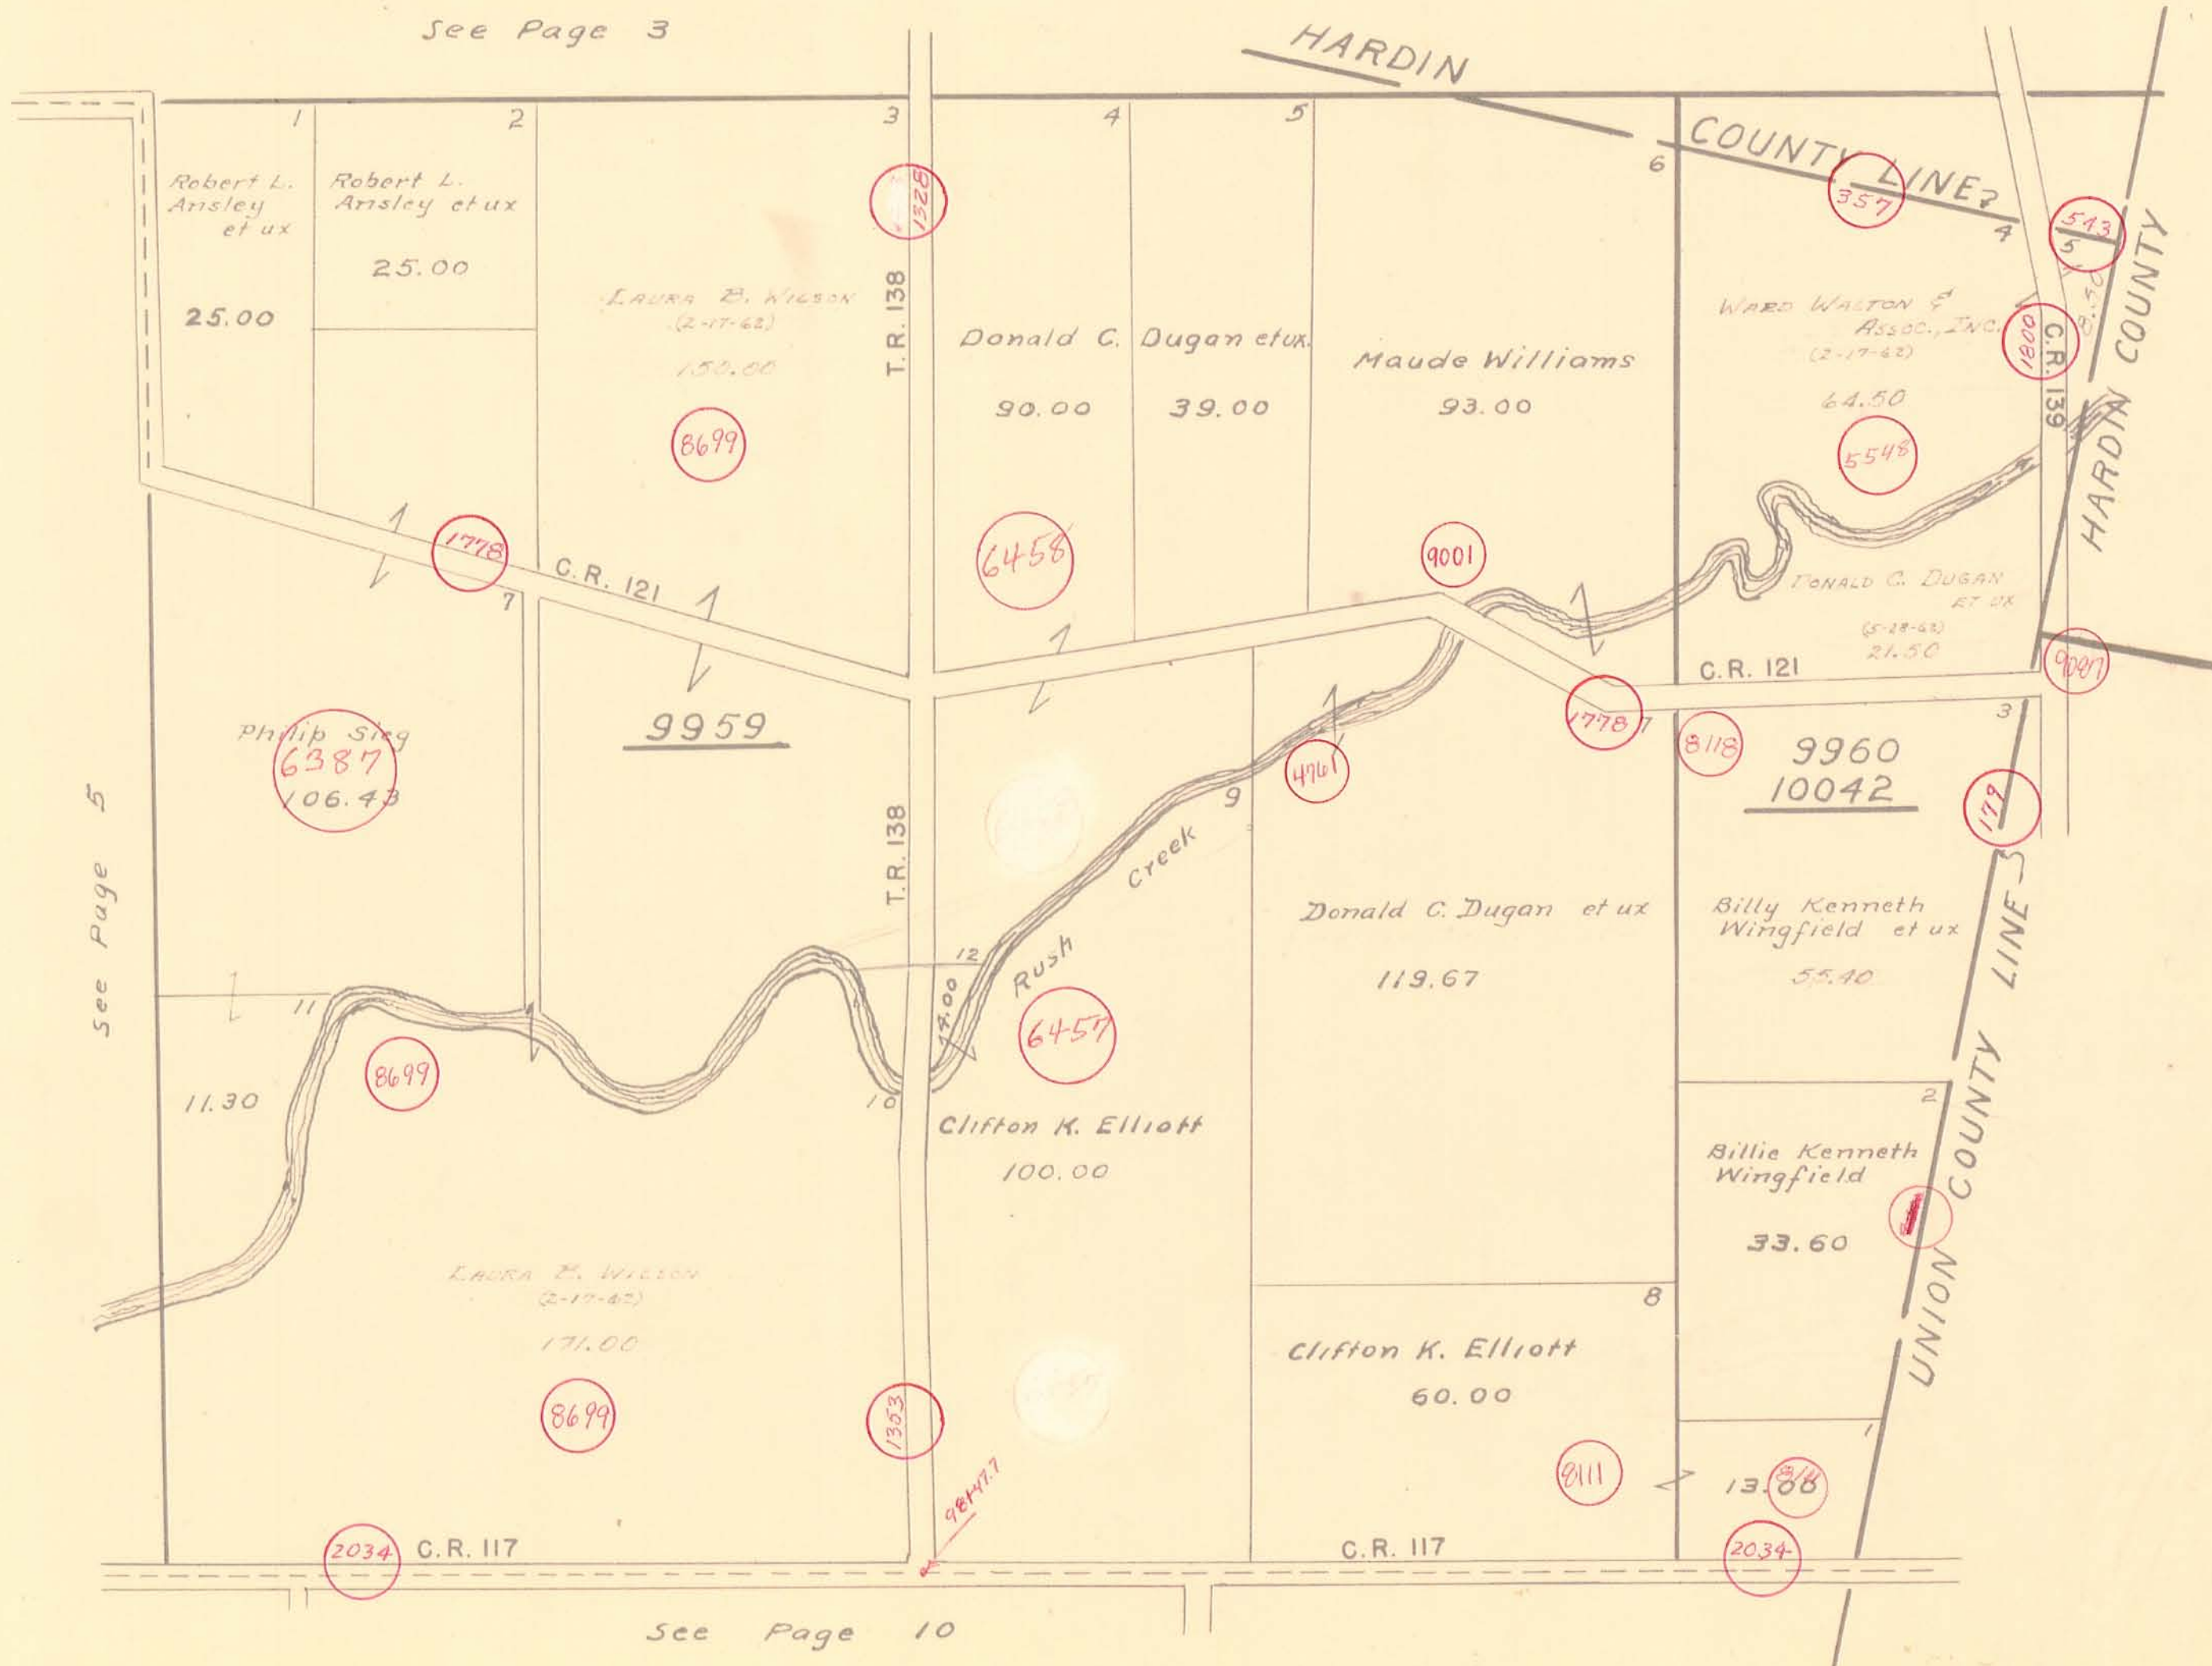 See Page 3
HARDIN
COUNTY LINE
HARDIN COUNTY
1
2
3
4
5
6
4
5
Robert L.
Ansley
et ux
25.00
Robert L.
Ansley et ux
25.00
LAURA B. WILSON
(2-17-62)
150.00
8699
1328
T.R. 138
Donald C. Dugan et ux.
90.00
39.00
6458
Maude Williams
93.00
9001
357
543
8.50
WARD WALTON &
ASSOC., INC.
(2-17-62)
64.50
5548
1800
C.R. 139
DONALD C. DUGAN
ET UX
(5-28-62)
21.50
C.R. 121
1778
C.R. 121
7
1778
7
3
8118
9960
10042
179
Philip Sieg
6387
106.43
9959
T.R. 138
4761
9
Rush Creek
12
14.00
6457
See Page 5
11
11.30
8699
10
Clifton K. Elliott
100.00
Donald C. Dugan et ux
119.67
Billy Kenneth
Wingfield et ux
55.40
2
Billie Kenneth
Wingfield
33.60
UNION COUNTY LINE
LAURA B. WILSON
(2-17-62)
171.00
8699
1353
8
Clifton K. Elliott
60.00
8111
1
2034
C.R. 117
C.R. 117
2034
See Page 10